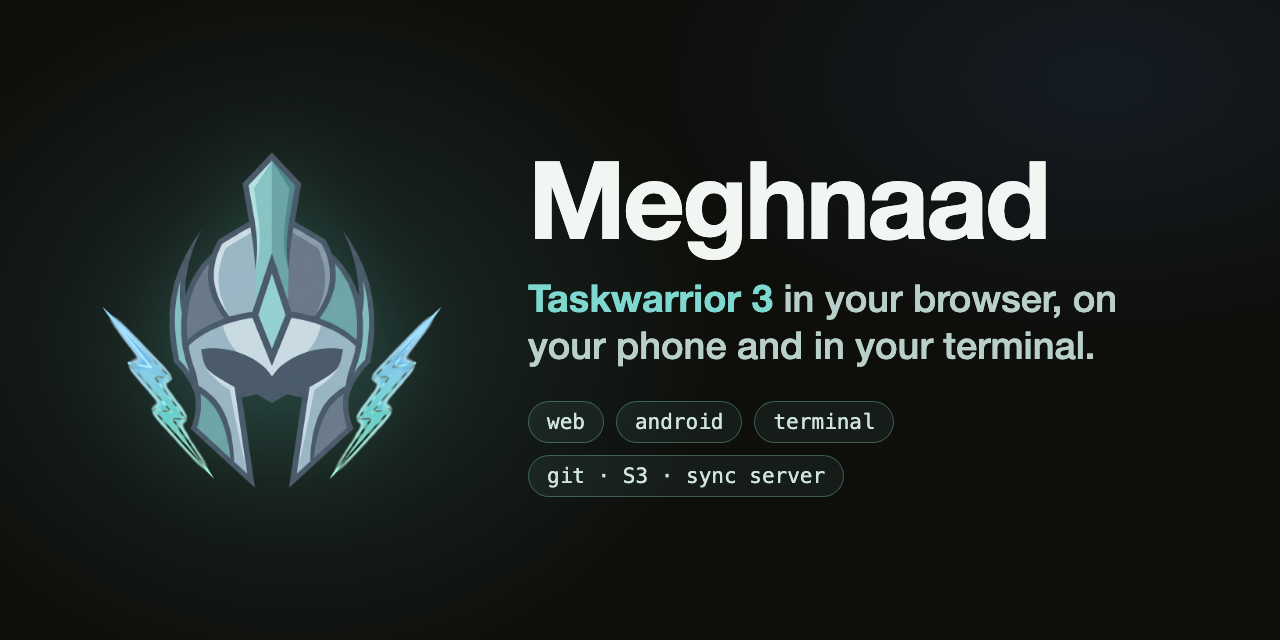 Meghnaad
Taskwarrior 3 in your browser, on
your phone and in your terminal.
web android terminal
git · S3 · sync server